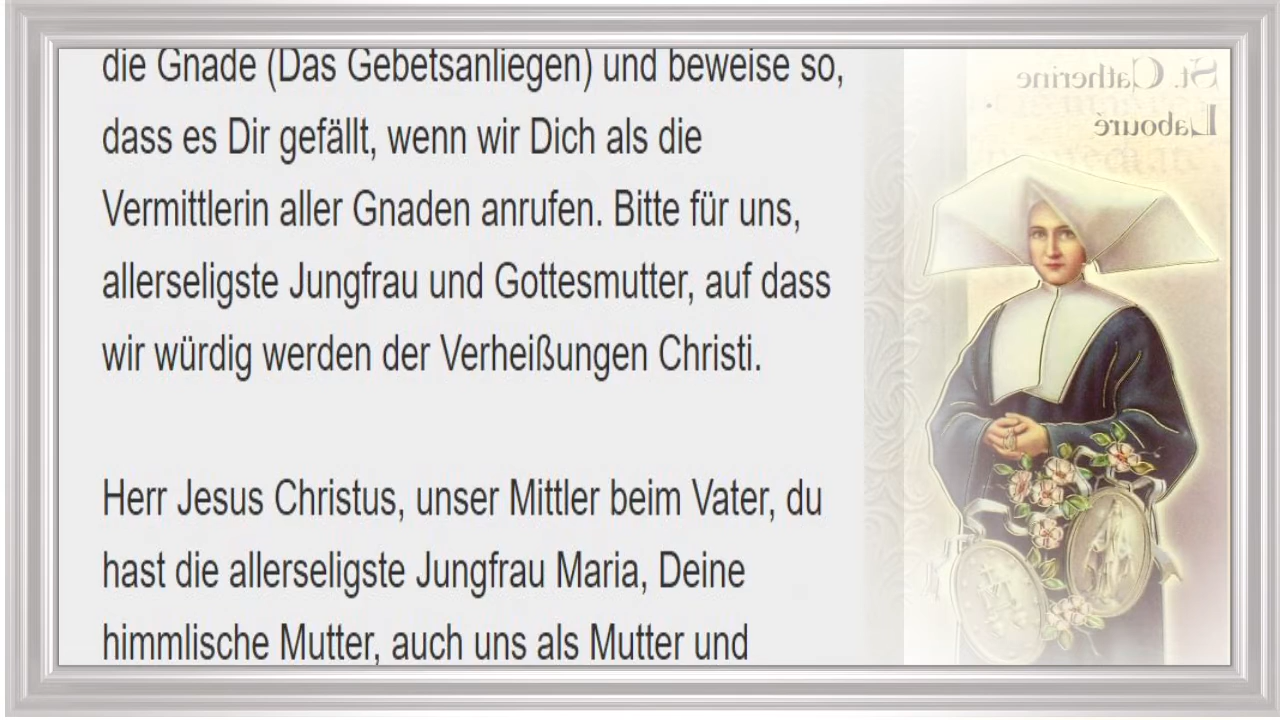 die Gnade (Das Gebetsanliegen) und beweise so,
dass es Dir gefällt, wenn wir Dich als die
Vermittlerin aller Gnaden anrufen. Bitte für uns,
allerseligste Jungfrau und Gottesmutter, auf dass
wir würdig werden der Verheißungen Christi.
Herr Jesus Christus, unser Mittler beim Vater, du
hast die allerseligste Jungfrau Maria, Deine
himmlische Mutter, auch uns als Mutter und
St. Catherine
Labouré